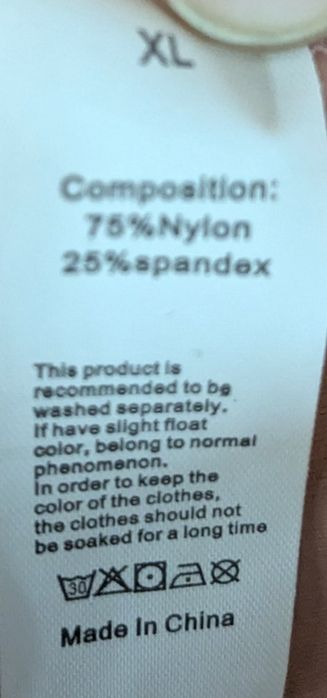 XL
Composition:
75%Nylon
25%spandex
This product is
recommended to be
washed separately.
If have slight float
color, belong to normal
phenomenon.
In order to keep the
color of the clothes,
the clothes should not
be soaked for a long time
30
Made In China